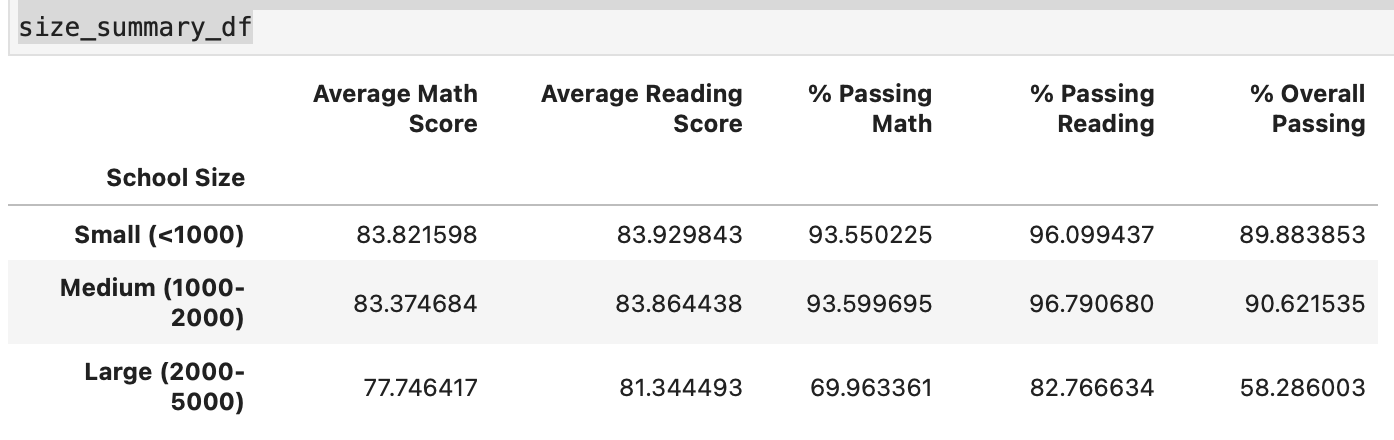 size_summary_df
Average Math Score Average Reading Score % Passing Math % Passing Reading % Overall Passing
School Size
Small (<1000) 83.821598 83.929843 93.550225 96.099437 89.883853
Medium (1000-2000) 83.374684 83.864438 93.599695 96.790680 90.621535
Large (2000-5000) 77.746417 81.344493 69.963361 82.766634 58.286003